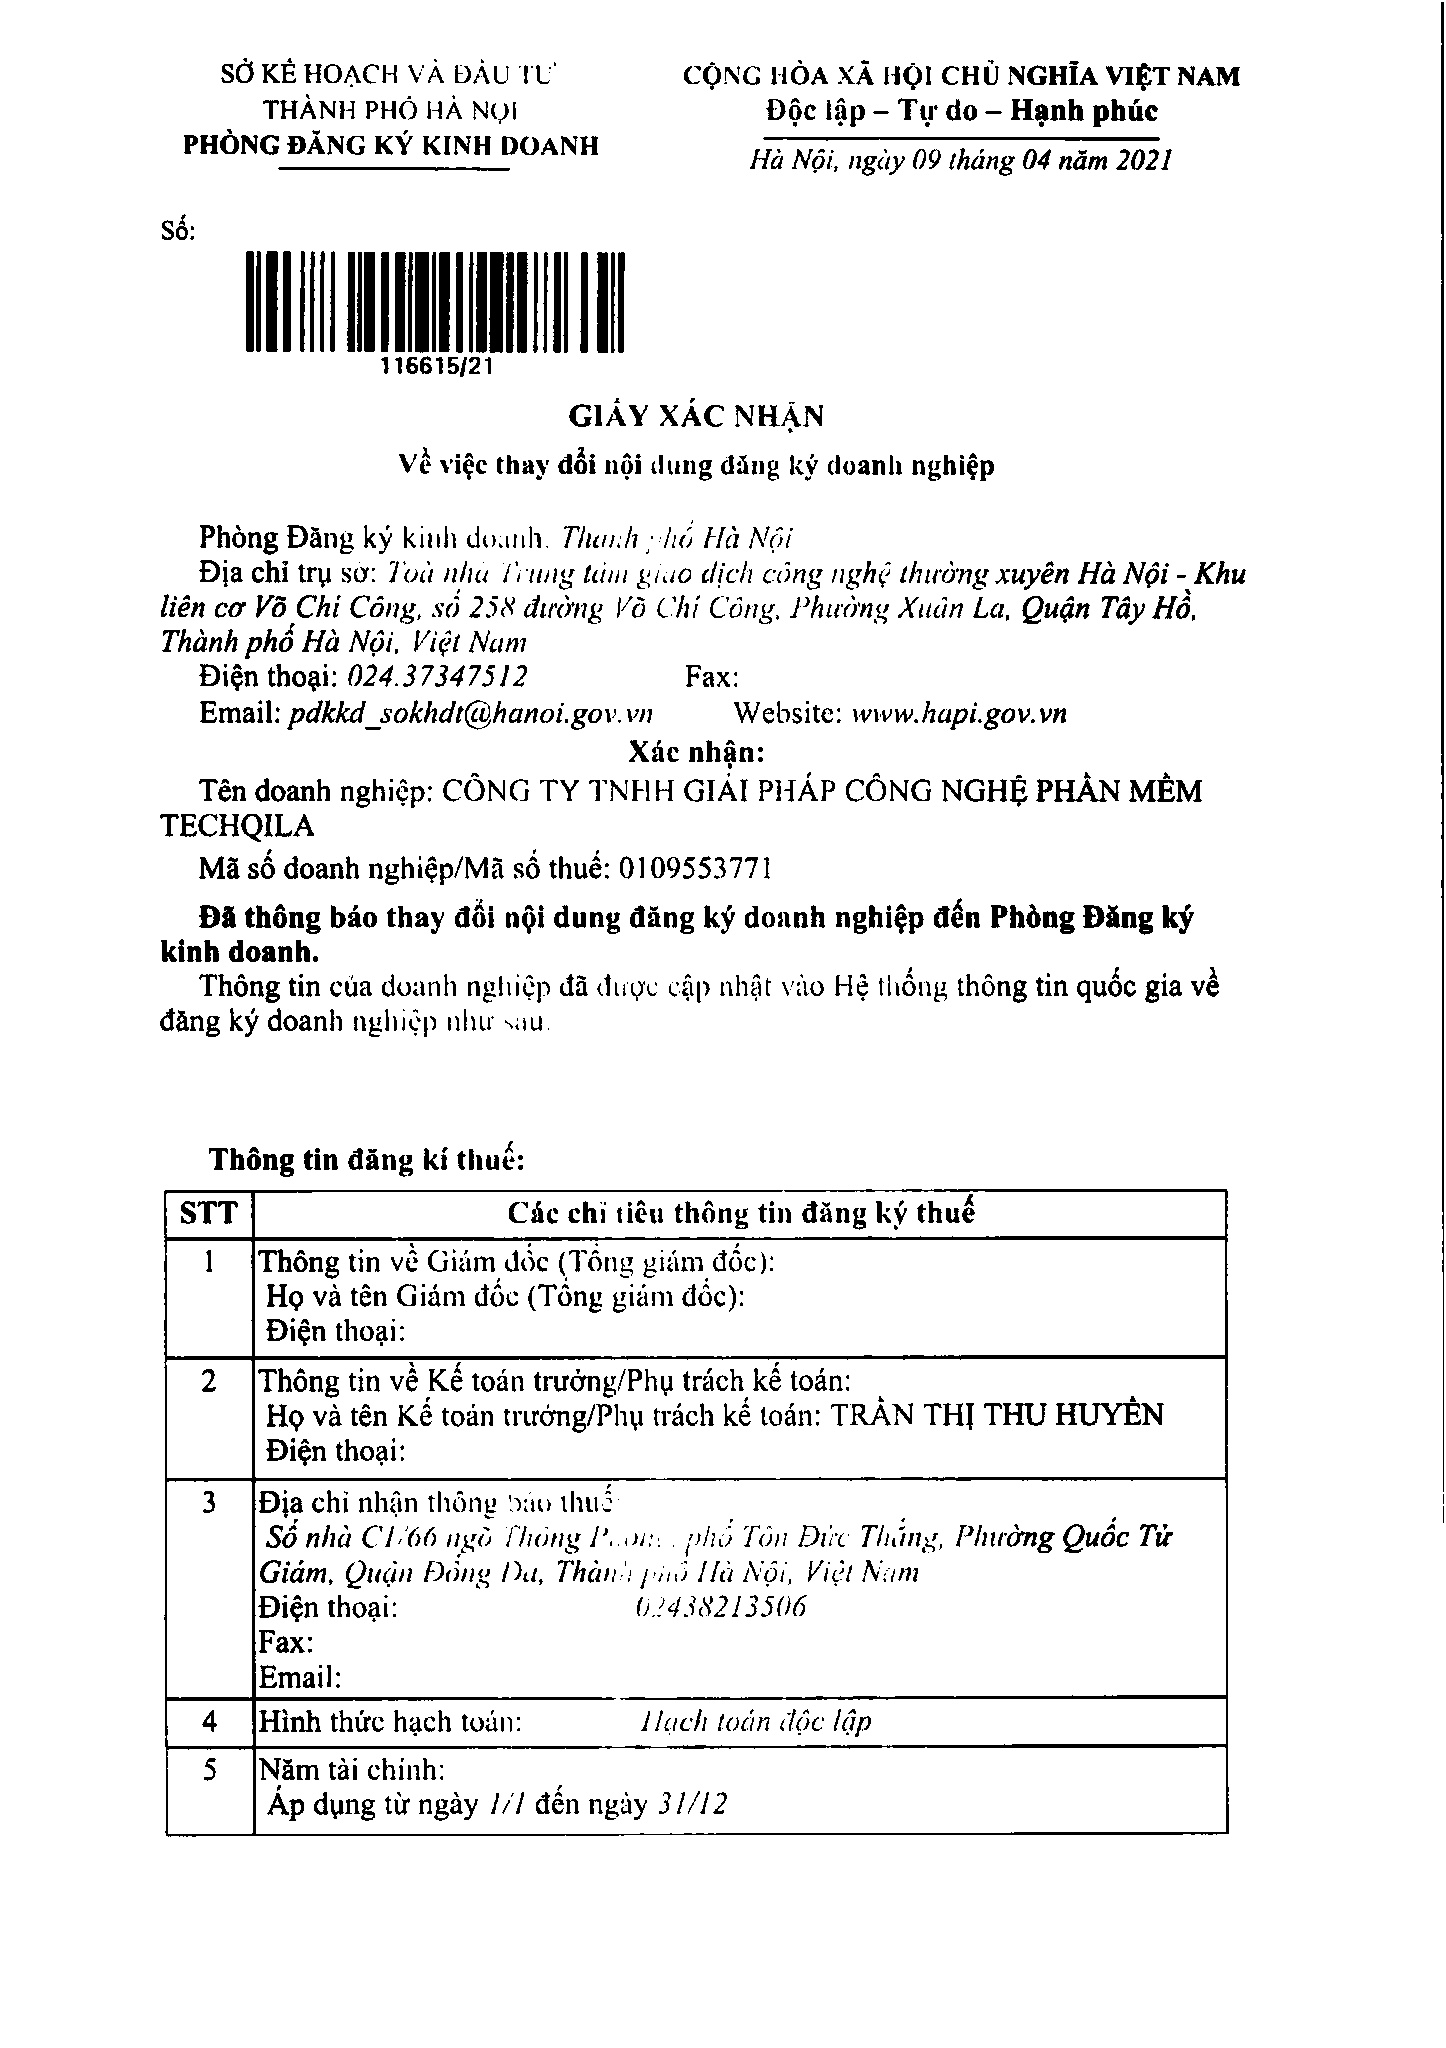 SỞ KẾ HOẠCH VÀ ĐẦU TƯ
THÀNH PHỐ HÀ NỘI
PHÒNG ĐĂNG KÝ KINH DOANH
CỘNG HÒA XÃ HỘI CHỦ NGHĨA VIỆT NAM
Độc lập – Tự do – Hạnh phúc
Hà Nội, ngày 09 tháng 04 năm 2021
Số:
116615/21
GIẤY XÁC NHẬN
Về việc thay đổi nội dung đăng ký doanh nghiệp
Phòng Đăng ký kinh doanh: Thành phố Hà Nội
Địa chỉ trụ sở: Toà nhà Trung tâm giao dịch công nghệ thường xuyên Hà Nội - Khu
liên cơ Võ Chí Công, số 258 đường Võ Chí Công, Phường Xuân La, Quận Tây Hồ,
Thành phố Hà Nội, Việt Nam
Điện thoại: 024.37347512 Fax:
Email: pdkkd_sokhdt@hanoi.gov.vn Website: www.hapi.gov.vn
Xác nhận:
Tên doanh nghiệp: CÔNG TY TNHH GIẢI PHÁP CÔNG NGHỆ PHẦN MỀM
TECHQILA
Mã số doanh nghiệp/Mã số thuế: 0109553771
Đã thông báo thay đổi nội dung đăng ký doanh nghiệp đến Phòng Đăng ký
kinh doanh.
Thông tin của doanh nghiệp đã được cập nhật vào Hệ thống thông tin quốc gia về
đăng ký doanh nghiệp như sau:
Thông tin đăng kí thuế:
STT Các chỉ tiêu thông tin đăng ký thuế
1 Thông tin về Giám đốc (Tổng giám đốc):
Họ và tên Giám đốc (Tổng giám đốc):
Điện thoại:
2 Thông tin về Kế toán trưởng/Phụ trách kế toán:
Họ và tên Kế toán trưởng/Phụ trách kế toán: TRẦN THỊ THU HUYỀN
Điện thoại:
3 Địa chỉ nhận thông báo thuế
Số nhà C1/66 ngõ Thông Phong, phố Tôn Đức Thắng, Phường Quốc Tử
Giám, Quận Đống Đa, Thành phố Hà Nội, Việt Nam
Điện thoại: 02438213506
Fax:
Email:
4 Hình thức hạch toán: Hạch toán độc lập
5 Năm tài chính:
Áp dụng từ ngày 1/1 đến ngày 31/12